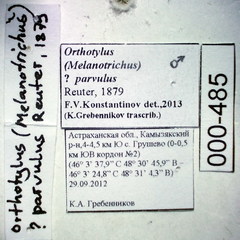 Orthotylus (Melanotrichus)
? parvulus Reuter, 1879
Orthotylus ♂
(Melanotrichus)
? parvulus
Reuter, 1879
F.V.Konstantinov det.,2013
(K.Grebennikov trascrib.)
Астраханская обл., Камызякский
р-н,4-4,5 км Ю с. Грушево (0-0,5
км ЮВ кордон №2)
(46° 3' 37,9" С 48° 30' 45,9" В –
46° 3' 24,8" С 48° 31' 4,3" В)
29.09.2012
К.А. Гребенников
000-485